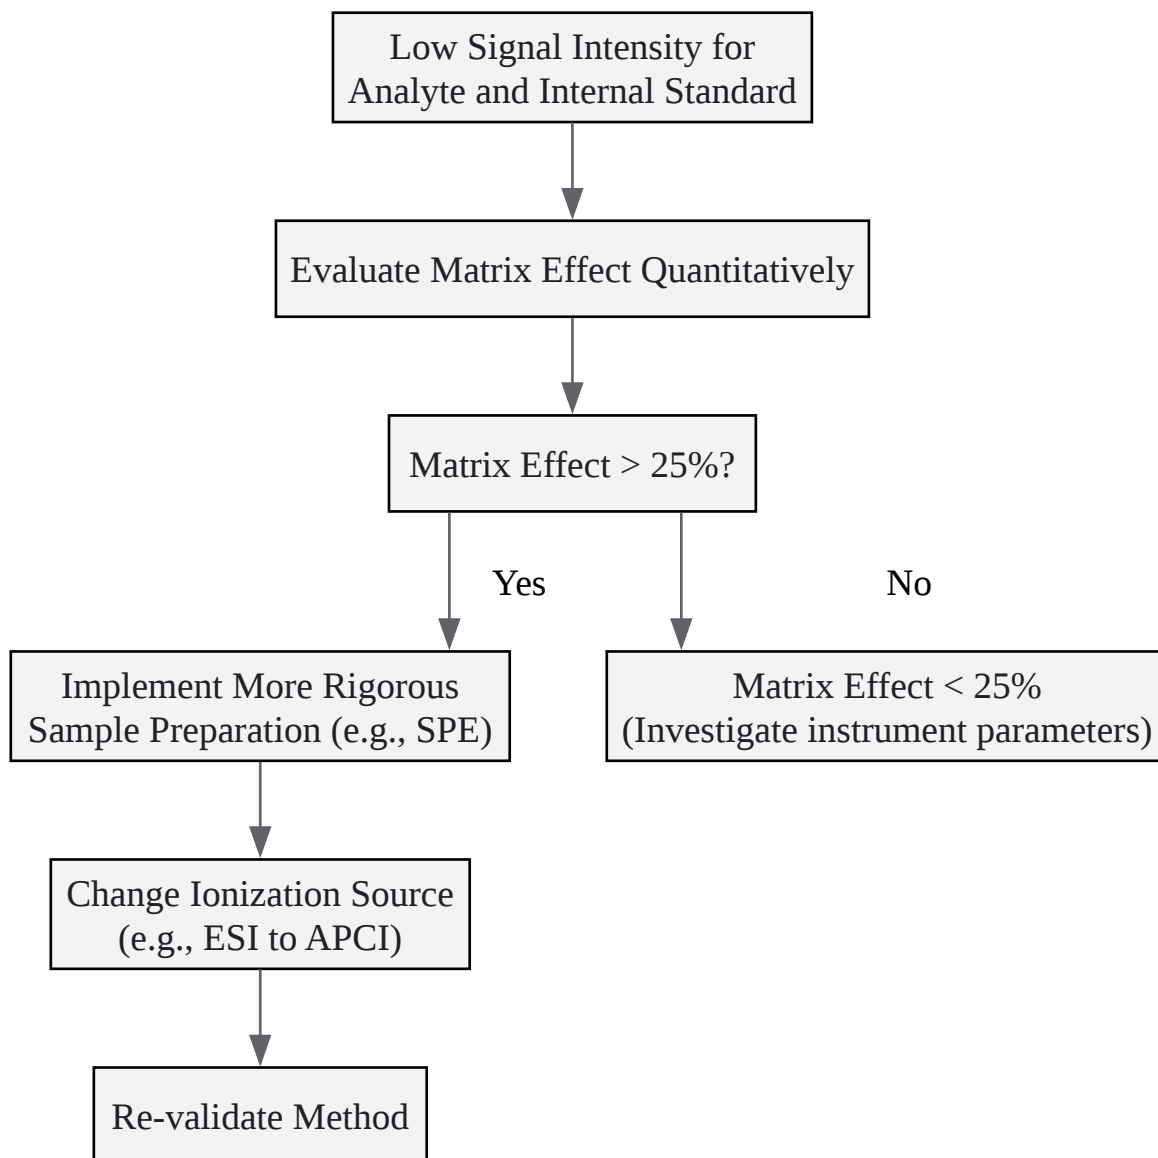 Low Signal Intensity for
Analyte and Internal Standard
Evaluate Matrix Effect Quantitatively
Matrix Effect > 25%?
Yes
No
Implement More Rigorous
Sample Preparation (e.g., SPE)
Matrix Effect < 25%
(Investigate instrument parameters)
Change Ionization Source
(e.g., ESI to APCI)
Re-validate Method